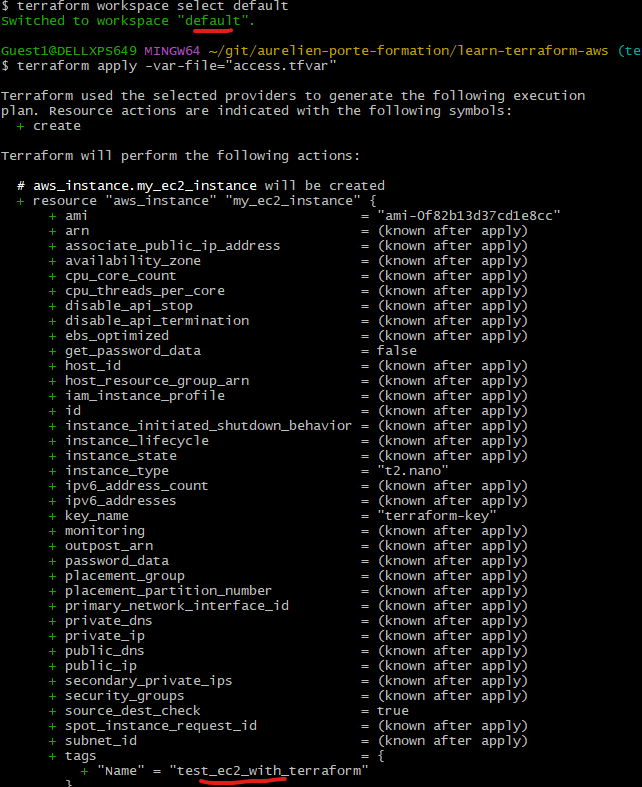 $ terraform workspace select default
Switched to workspace "default".
Guest1@DELLXPS649 MINGW64 ~/git/aurelien-porte-formation/learn-terraform-aws (te
$ terraform apply -var-file="access.tfvar"
Terraform used the selected providers to generate the following execution
plan. Resource actions are indicated with the following symbols:
+ create
Terraform will perform the following actions:
# aws_instance.my_ec2_instance will be created
+ resource "aws_instance" "my_ec2_instance" {
+ ami = "ami-0f82b13d37cd1e8cc"
+ arn = (known after apply)
+ associate_public_ip_address = (known after apply)
+ availability_zone = (known after apply)
+ cpu_core_count = (known after apply)
+ cpu_threads_per_core = (known after apply)
+ disable_api_stop = (known after apply)
+ disable_api_termination = (known after apply)
+ ebs_optimized = (known after apply)
+ get_password_data = false
+ host_id = (known after apply)
+ host_resource_group_arn = (known after apply)
+ iam_instance_profile = (known after apply)
+ id = (known after apply)
+ instance_initiated_shutdown_behavior = (known after apply)
+ instance_lifecycle = (known after apply)
+ instance_state = (known after apply)
+ instance_type = "t2.nano"
+ ipv6_address_count = (known after apply)
+ ipv6_addresses = (known after apply)
+ key_name = "terraform-key"
+ monitoring = (known after apply)
+ outpost_arn = (known after apply)
+ password_data = (known after apply)
+ placement_group = (known after apply)
+ placement_partition_number = (known after apply)
+ primary_network_interface_id = (known after apply)
+ private_dns = (known after apply)
+ private_ip = (known after apply)
+ public_dns = (known after apply)
+ public_ip = (known after apply)
+ secondary_private_ips = (known after apply)
+ security_groups = (known after apply)
+ source_dest_check = true
+ spot_instance_request_id = (known after apply)
+ subnet_id = (known after apply)
+ tags = {
+ "Name" = "test_ec2_with_terraform"
}